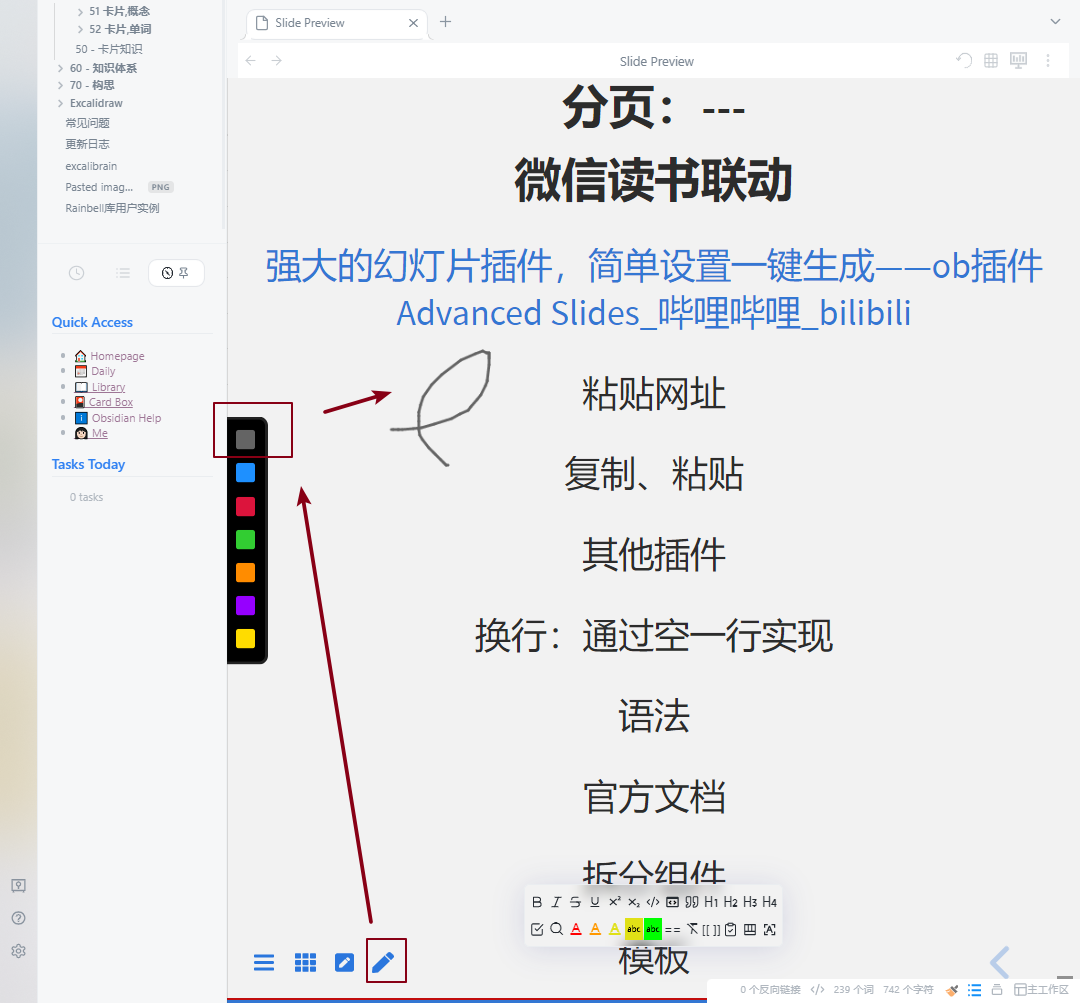 51 卡片,概念
52 卡片,单词
50 - 卡片知识
60 - 知识体系
70 - 构思
Excalidraw
常见问题
更新日志
excalibrain
Pasted imag... PNG
Rainbell库用户实例
Quick Access
Homepage
Daily
Library
Card Box
Obsidian Help
Me
Tasks Today
0 tasks
Slide Preview
Slide Preview
分页：---
微信读书联动
强大的幻灯片插件，简单设置一键生成——ob插件
Advanced Slides_哔哩哔哩_bilibili
粘贴网址
复制、粘贴
其他插件
换行：通过空一行实现
语法
官方文档
拆分组件
B I S U X² X₂ </> H1 H2 H3 H4
A A A abc abc == [[ ]]
模板
0 个反向链接 </> 239 个词 742 个字符 主工作区